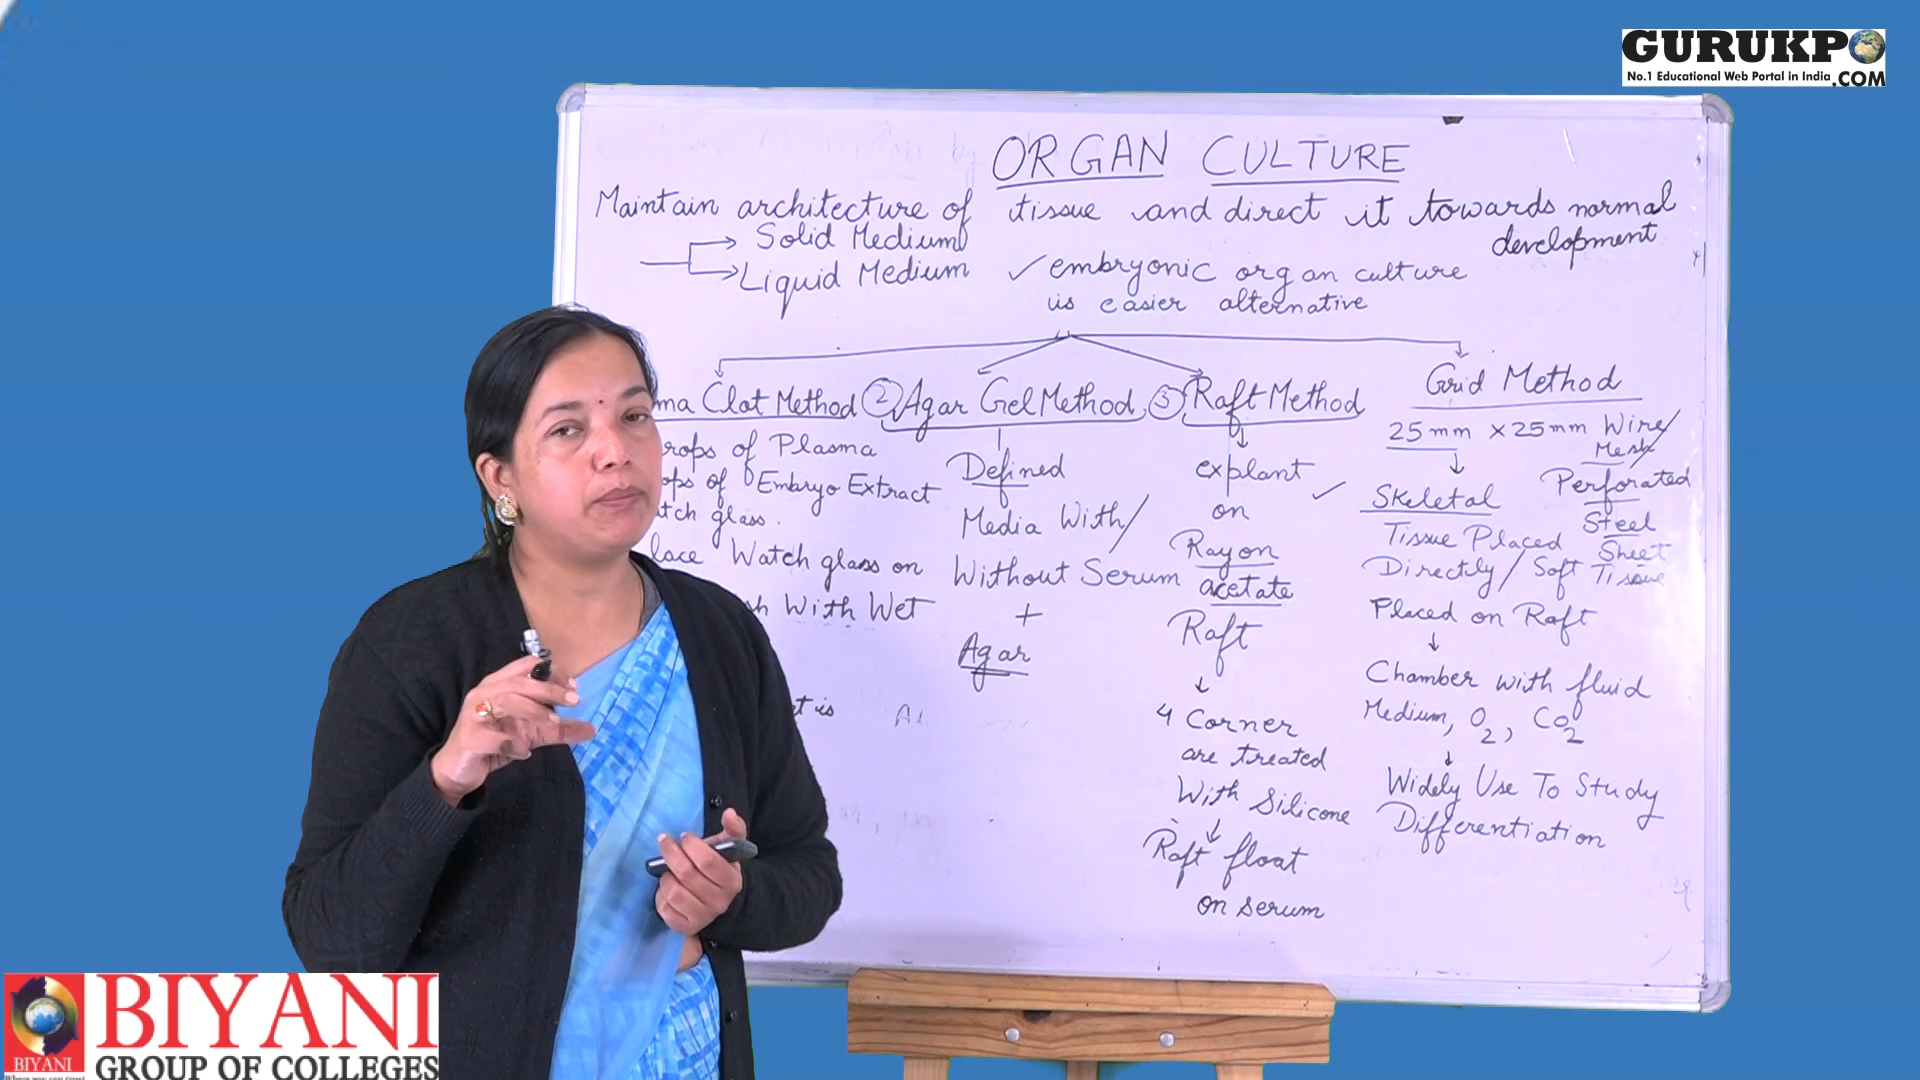 GURUKPO
No.1 Educational Web Portal in India .COM
ORGAN CULTURE
Maintain architecture of tissue and direct it towards normal
development
Solid Medium
Liquid Medium
✓ embryonic organ culture
is easier alternative
ma Clot Method
rops of Plasma
ops of Embryo Extract
tch glass.
lace Watch glass on
sh With Wet
t is
② Agar Gel Method
Defined
Media With/
Without Serum
+
Agar
③ Raft Method
explant
on
Rayon
acetate
Raft
4 Corner
are treated
With Silicone
Raft float
on serum
Grid Method
25mm x 25mm Wire/
Mesh/
Perforated
Steel
Sheet
✓ Skeletal
Tissue Placed
Directly/Soft Tissue
Placed on Raft
Chamber with fluid
Medium, O2, CO2
Widely Use To Study
Differentiation
BIYANI
BIYANI
GROUP OF COLLEGES